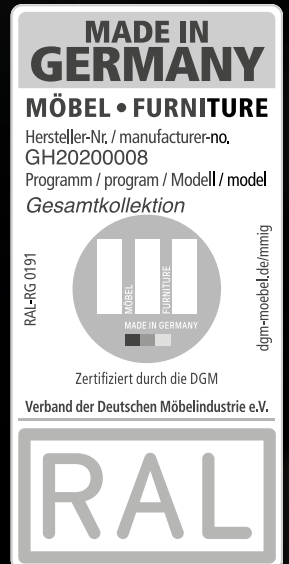 MADE IN
GERMANY
MÖBEL • FURNITURE
Hersteller-Nr. / manufacturer-no.
GH20200008
Programm / program / Modell / model
Gesamtkollektion
RAL-RG 0191
MÖBEL
FURNITURE
MADE IN GERMANY
dgm-moebel.de/mmig
Zertifiziert durch die DGM
Verband der Deutschen Möbelindustrie e.V.
RAL